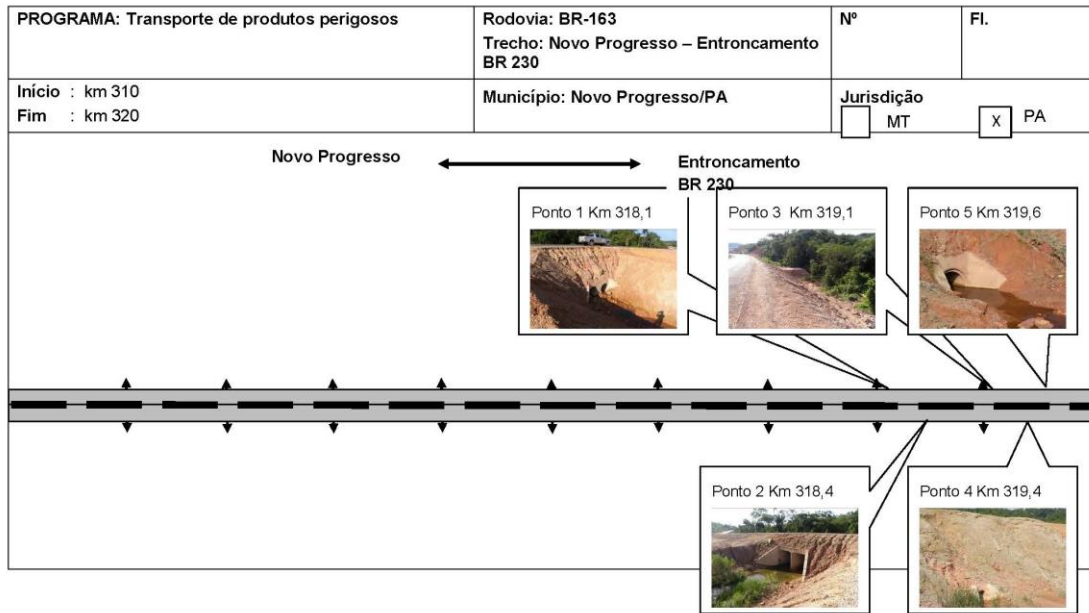 PROGRAMA: Transporte de produtos perigosos
Rodovia: BR-163
Trecho: Novo Progresso – Entroncamento
BR 230
Nº
Fl.
Início : km 310
Fim : km 320
Município: Novo Progresso/PA
Jurisdição
MT
X PA
Novo Progresso
Entroncamento
BR 230
Ponto 1 Km 318,1
Ponto 3 Km 319,1
Ponto 5 Km 319,6
Ponto 2 Km 318,4
Ponto 4 Km 319,4